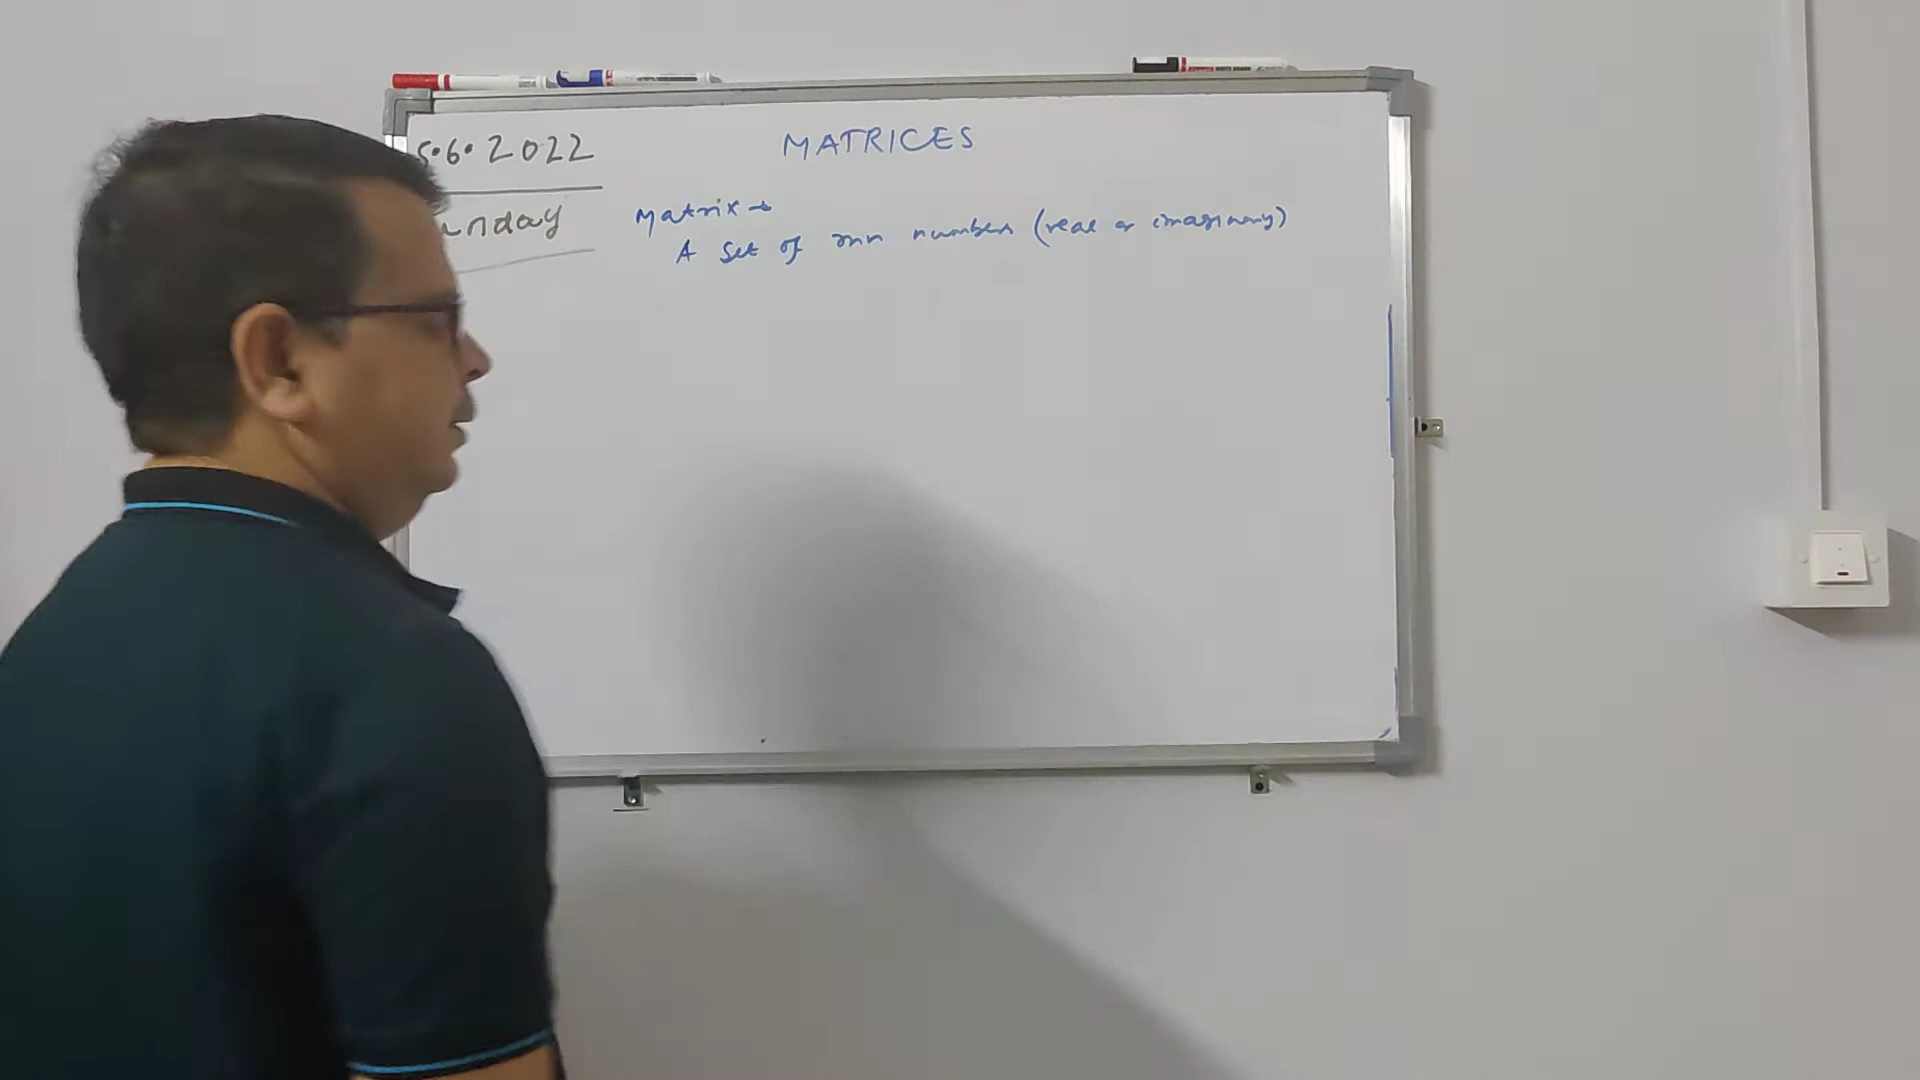 5.6.2022
MATRICES
unday
Matrix →
A set of mn numbers (real or imaginary)